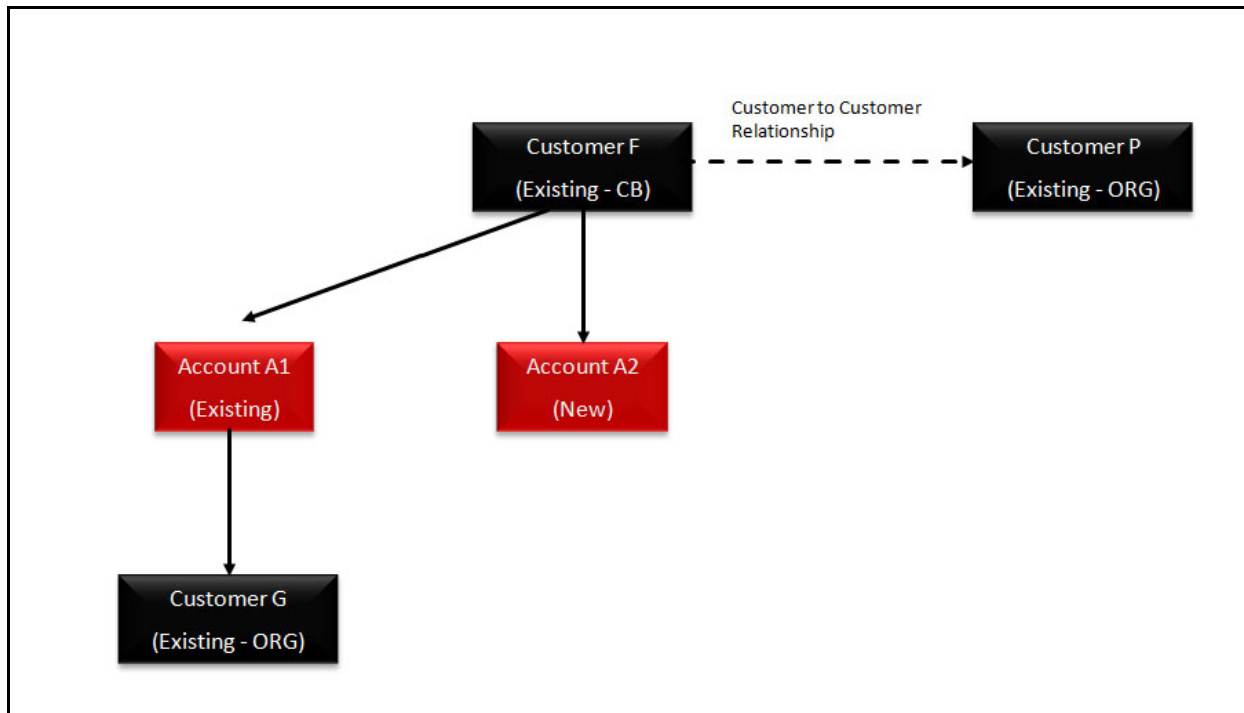 Customer to Customer
Relationship
Customer F
(Existing - CB)
Customer P
(Existing - ORG)
Account A1
(Existing)
Account A2
(New)
Customer G
(Existing - ORG)